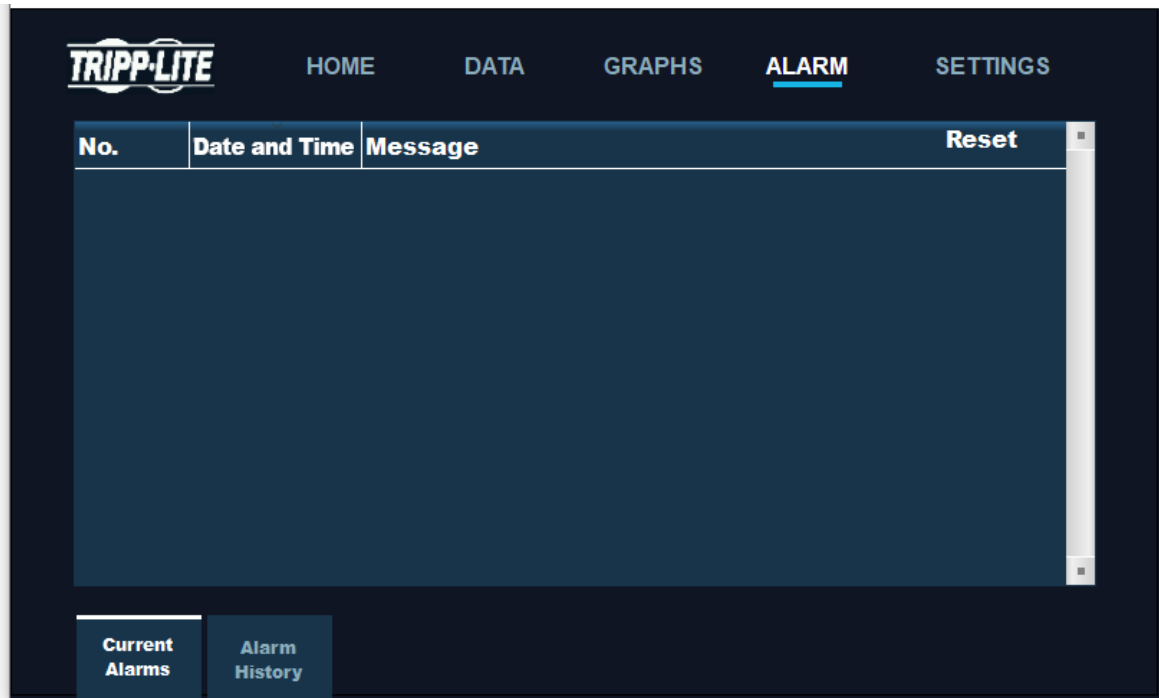 TRIPP·LITE HOME DATA GRAPHS ALARM SETTINGS
No. Date and Time Message Reset
Current Alarms
Alarm History